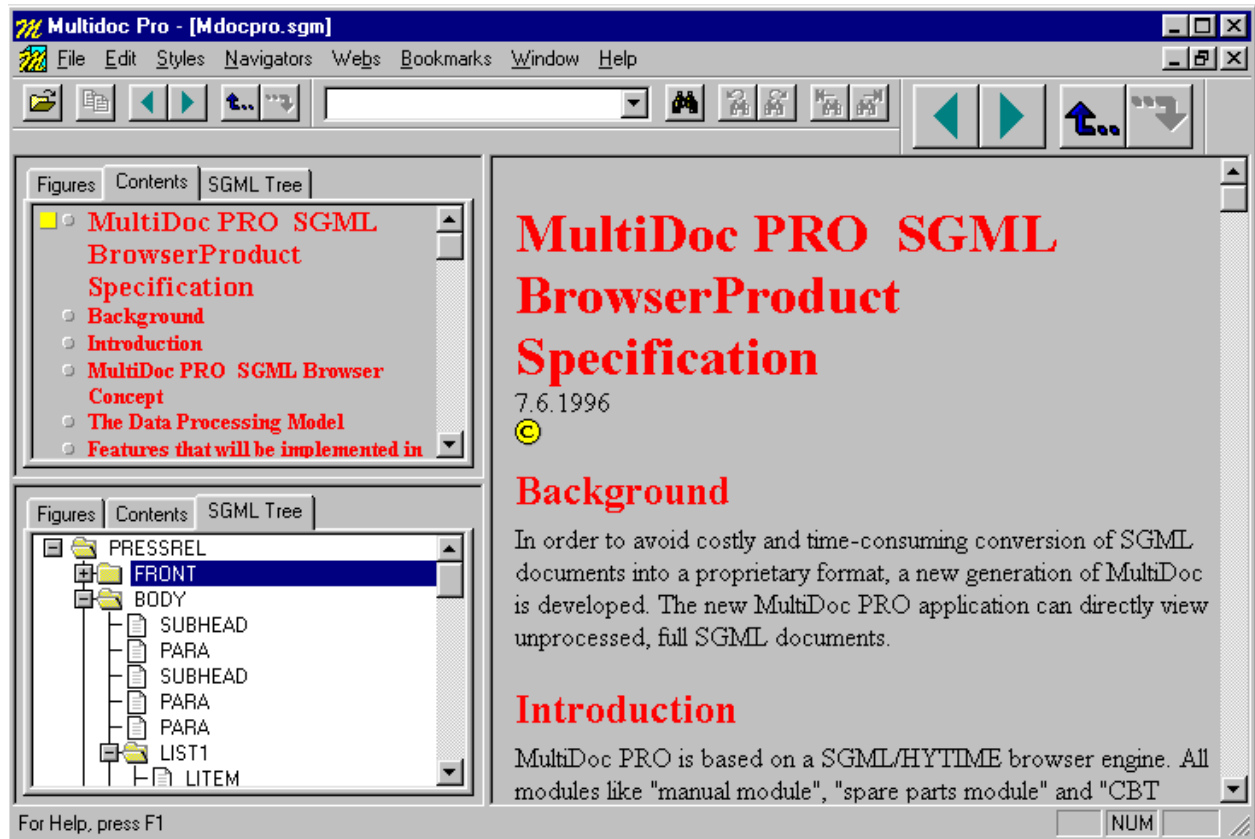 Multidoc Pro - [Mdocpro.sgm]
File Edit Styles Navigators Webs Bookmarks Window Help
Figures Contents SGML Tree
MultiDoc PRO SGML
BrowserProduct
Specification
Background
Introduction
MultiDoc PRO SGML Browser
Concept
The Data Processing Model
Features that will be implemented in
Figures Contents SGML Tree
PRESSREL
FRONT
BODY
SUBHEAD
PARA
SUBHEAD
PARA
PARA
LIST1
LITEM
MultiDoc PRO SGML
BrowserProduct
Specification
7.6.1996
©
Background
In order to avoid costly and time-consuming conversion of SGML
documents into a proprietary format, a new generation of MultiDoc
is developed. The new MultiDoc PRO application can directly view
unprocessed, full SGML documents.
Introduction
MultiDoc PRO is based on a SGML/HYTIME browser engine. All
modules like "manual module", "spare parts module" and "CBT
For Help, press F1
NUM